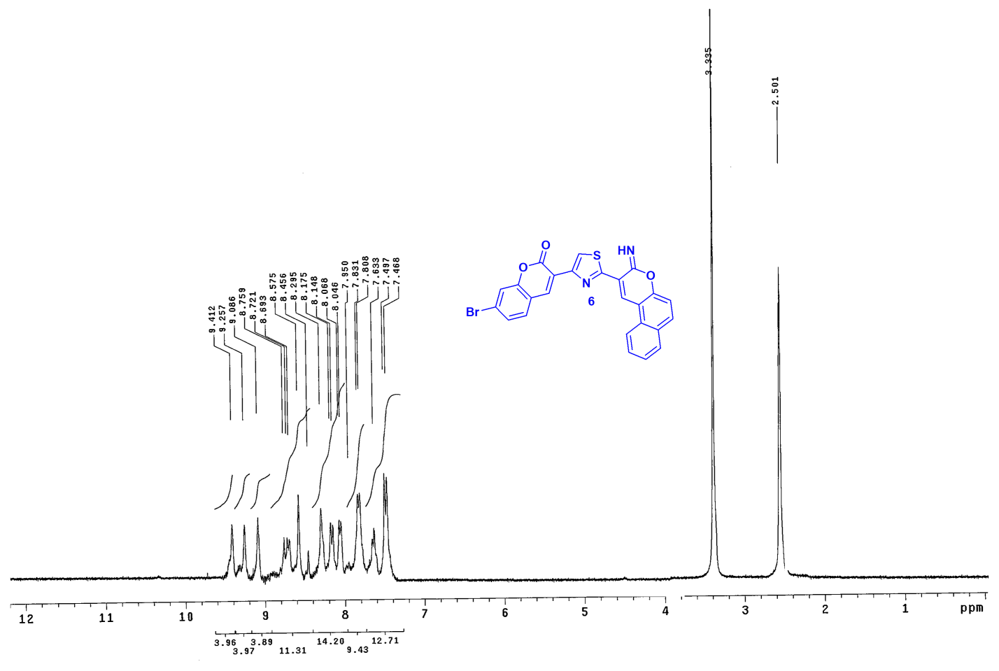 3.335
2.501
9.412
9.257
9.086
8.759
8.721
8.693
8.575
8.456
8.295
8.175
8.148
8.068
8.046
7.950
7.831
7.808
7.633
7.497
7.468
O
S
HN
O
O
N
6
Br
12 11 10 9 8 7 6 5 4 3 2 1 ppm
3.96 3.89 14.20 12.71
3.97 11.31 9.43